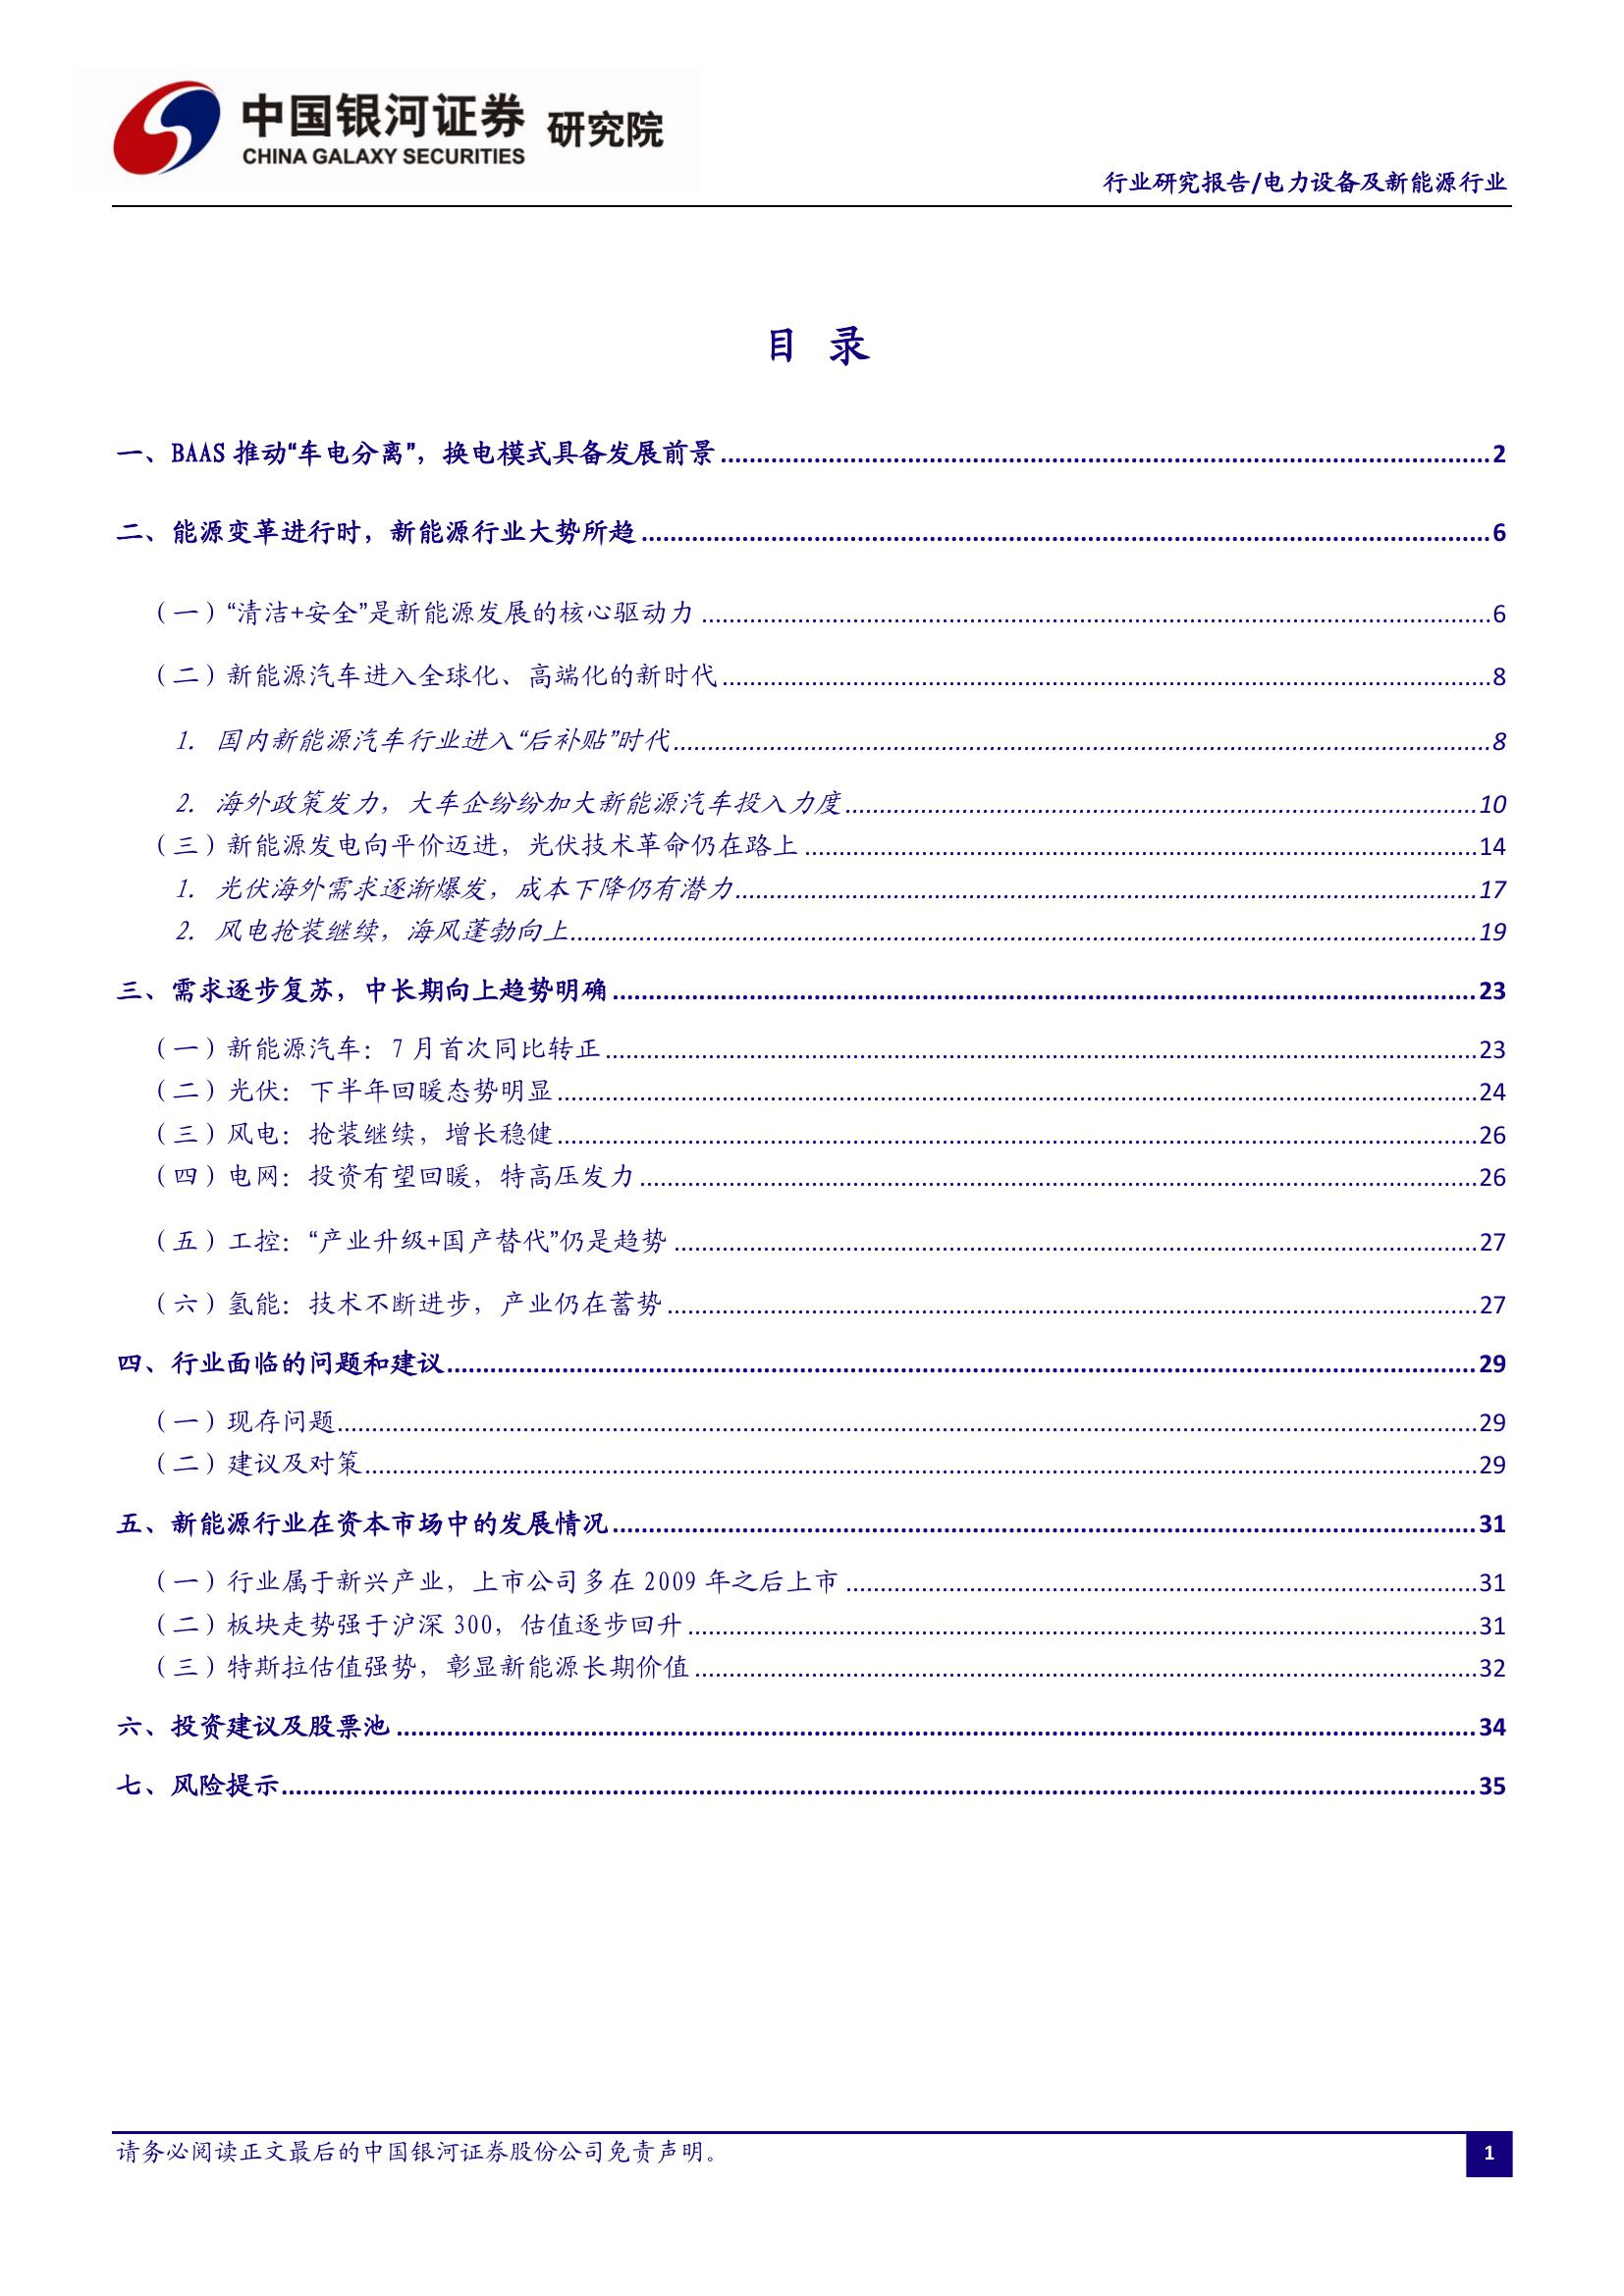 中国银河证券 研究院
CHINA GALAXY SECURITIES
行业研究报告/电力设备及新能源行业
目 录
一、BAAS 推动“车电分离”，换电模式具备发展前景 2
二、能源变革进行时，新能源行业大势所趋 6
（一）“清洁+安全”是新能源发展的核心驱动力 6
（二）新能源汽车进入全球化、高端化的新时代 8
1. 国内新能源汽车行业进入“后补贴”时代 8
2. 海外政策发力，大车企纷纷加大新能源汽车投入力度 10
（三）新能源发电向平价迈进，光伏技术革命仍在路上 14
1. 光伏海外需求逐渐爆发，成本下降仍有潜力 17
2. 风电抢装继续，海风蓬勃向上 19
三、需求逐步复苏，中长期向上趋势明确 23
（一）新能源汽车：7 月首次同比转正 23
（二）光伏：下半年回暖态势明显 24
（三）风电：抢装继续，增长稳健 26
（四）电网：投资有望回暖，特高压发力 26
（五）工控：“产业升级+国产替代”仍是趋势 27
（六）氢能：技术不断进步，产业仍在蓄势 27
四、行业面临的问题和建议 29
（一）现存问题 29
（二）建议及对策 29
五、新能源行业在资本市场中的发展情况 31
（一）行业属于新兴产业，上市公司多在 2009 年之后上市 31
（二）板块走势强于沪深 300，估值逐步回升 31
（三）特斯拉估值强势，彰显新能源长期价值 32
六、投资建议及股票池 34
七、风险提示 35
请务必阅读正文最后的中国银河证券股份公司免责声明。
1